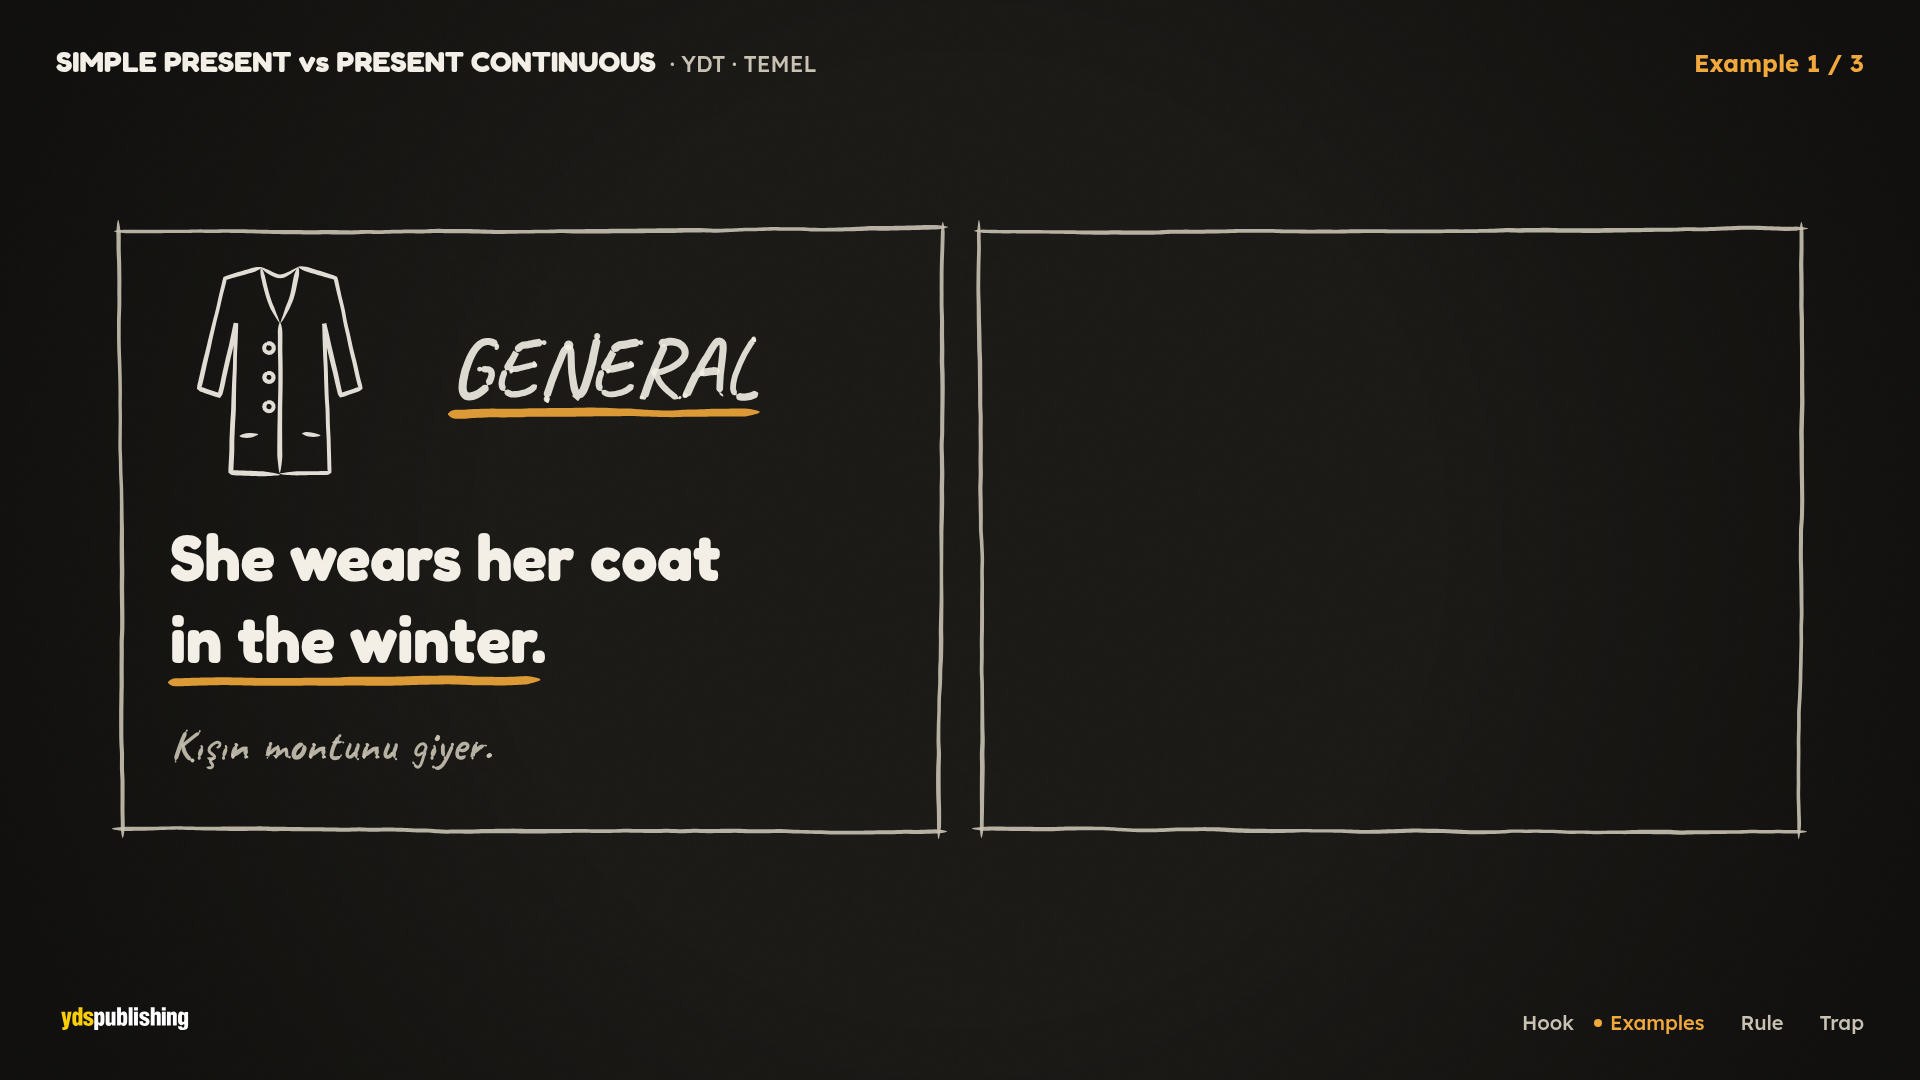 SIMPLE PRESENT vs PRESENT CONTINUOUS · YDT · TEMEL
Example 1 / 3
GENERAL
She wears her coat
in the winter.
Kışın montunu giyer.
ydspublishing
Hook • Examples Rule Trap